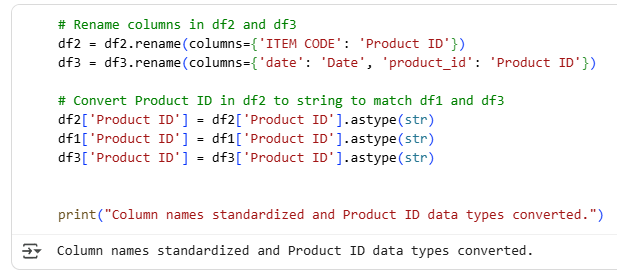 # Rename columns in df2 and df3
df2 = df2.rename(columns={'ITEM CODE': 'Product ID'})
df3 = df3.rename(columns={'date': 'Date', 'product_id': 'Product ID'})
# Convert Product ID in df2 to string to match df1 and df3
df2['Product ID'] = df2['Product ID'].astype(str)
df1['Product ID'] = df1['Product ID'].astype(str)
df3['Product ID'] = df3['Product ID'].astype(str)
print("Column names standardized and Product ID data types converted.")
Column names standardized and Product ID data types converted.